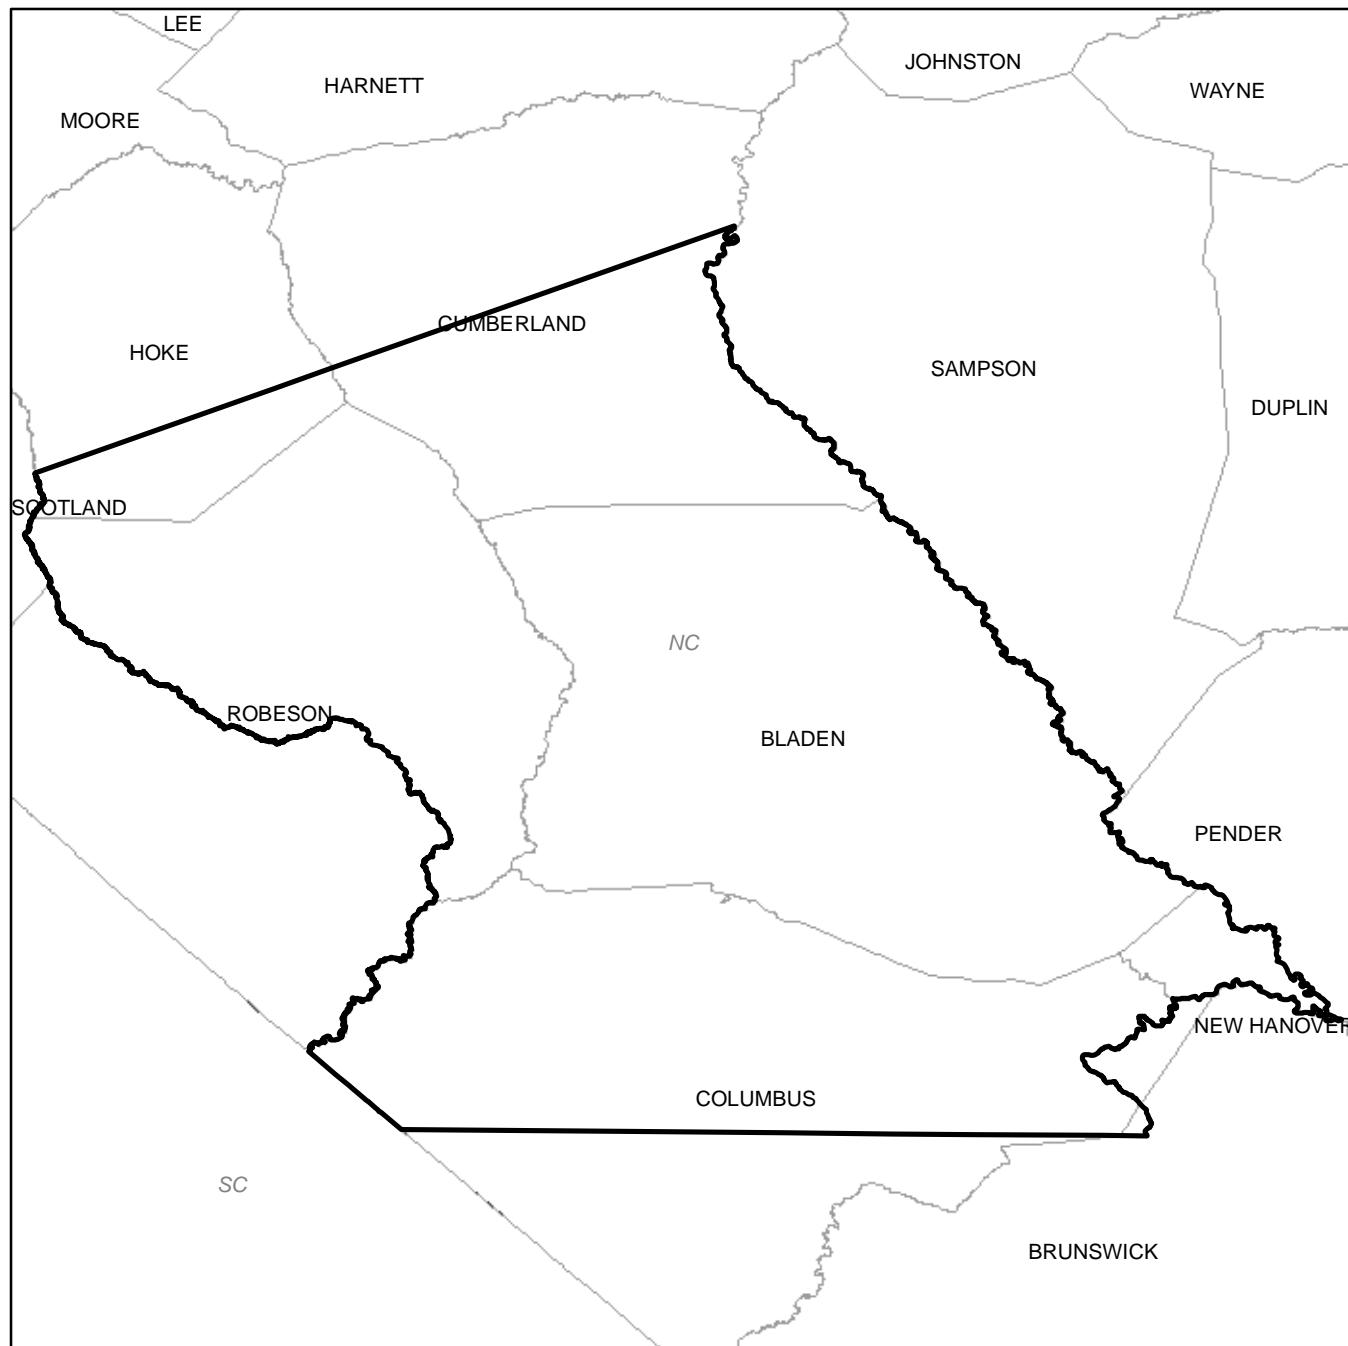 LEE
JOHNSTON
HARNETT
WAYNE
MOORE
CUMBERLAND
HOKE
SAMPSON
DUPLIN
SCOTLAND
NC
ROBESON
BLADEN
PENDER
NEW HANOVER
COLUMBUS
SC
BRUNSWICK